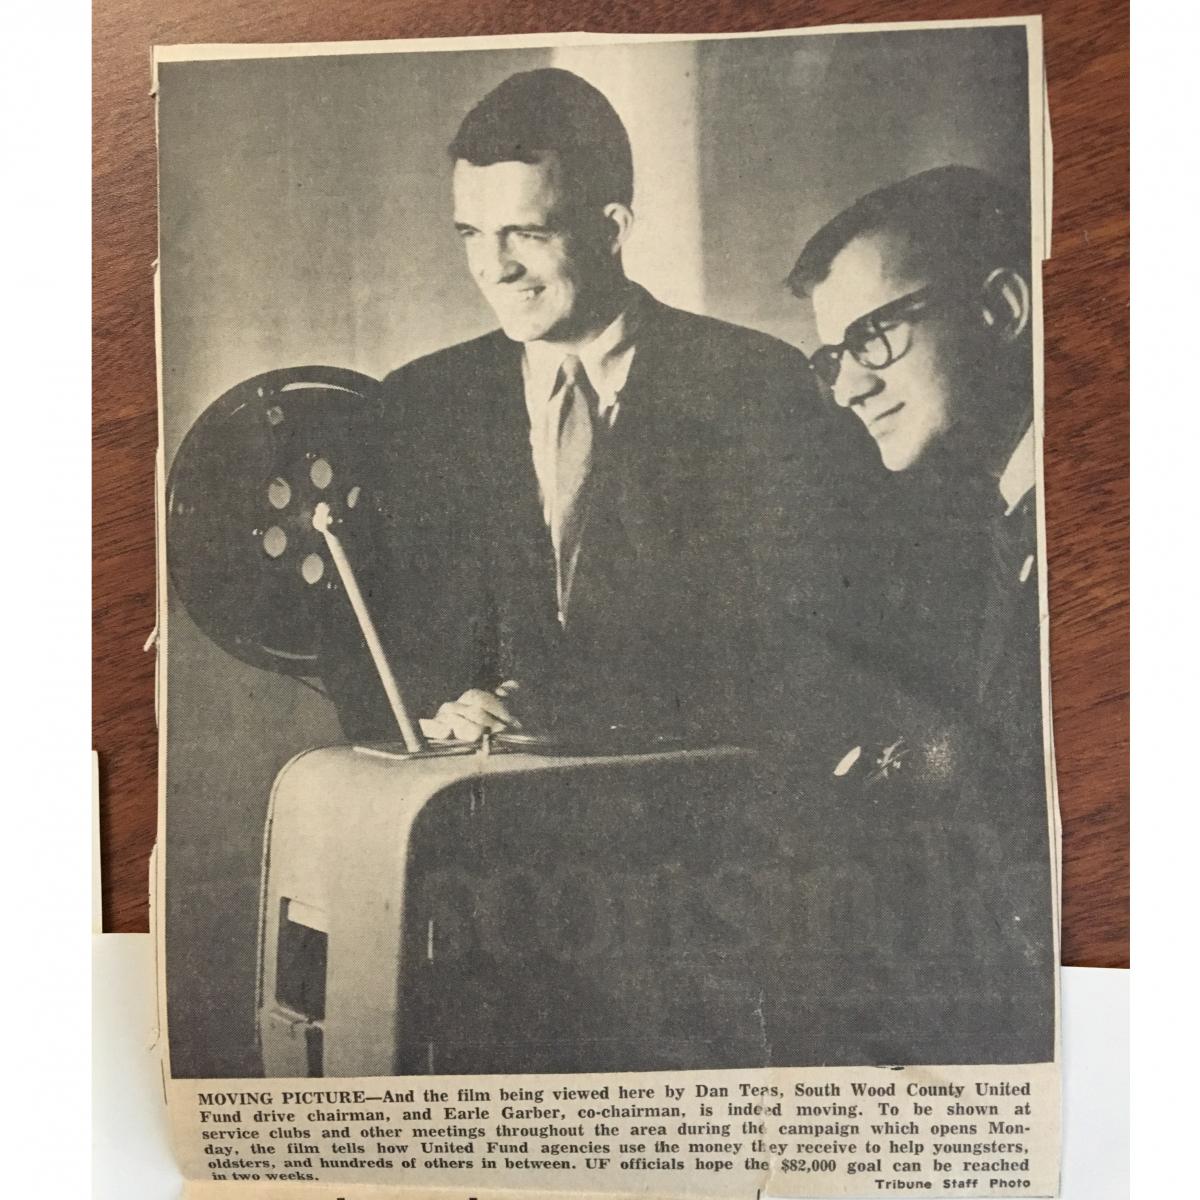 MOVING PICTURE—And the film being viewed here by Dan Teas, South Wood County United
Fund drive chairman, and Earle Garber, co-chairman, is indeed moving. To be shown at
service clubs and other meetings throughout the area during the campaign which opens Mon-
day, the film tells how United Fund agencies use the money they receive to help youngsters,
oldsters, and hundreds of others in between. UF officials hope the $82,000 goal can be reached
in two weeks.
Tribune Staff Photo